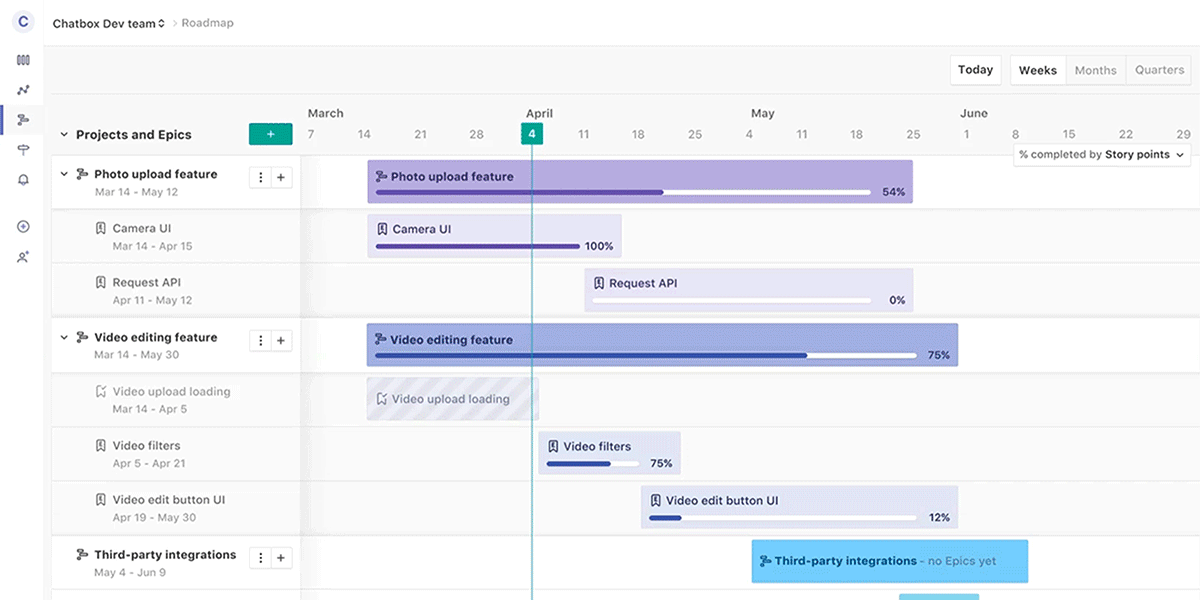 C
Chatbox Dev team > Roadmap
Today Weeks Months Quarters
March April May June
Projects and Epics + 7 14 21 28 4 11 18 25 4 11 18 25 1 8 15 22 29
% completed by Story points
Photo upload feature
Mar 14 - May 12
Photo upload feature
54%
Camera UI
Mar 14 - Apr 15
Camera UI
100%
Request API
Apr 11 - May 12
Request API
0%
Video editing feature
Mar 14 - May 30
Video editing feature
75%
Video upload loading
Mar 14 - Apr 5
Video upload loading
Video filters
Apr 5 - Apr 21
Video filters
75%
Video edit button UI
Apr 19 - May 30
Video edit button UI
12%
Third-party integrations
May 4 - Jun 9
Third-party integrations - no Epics yet